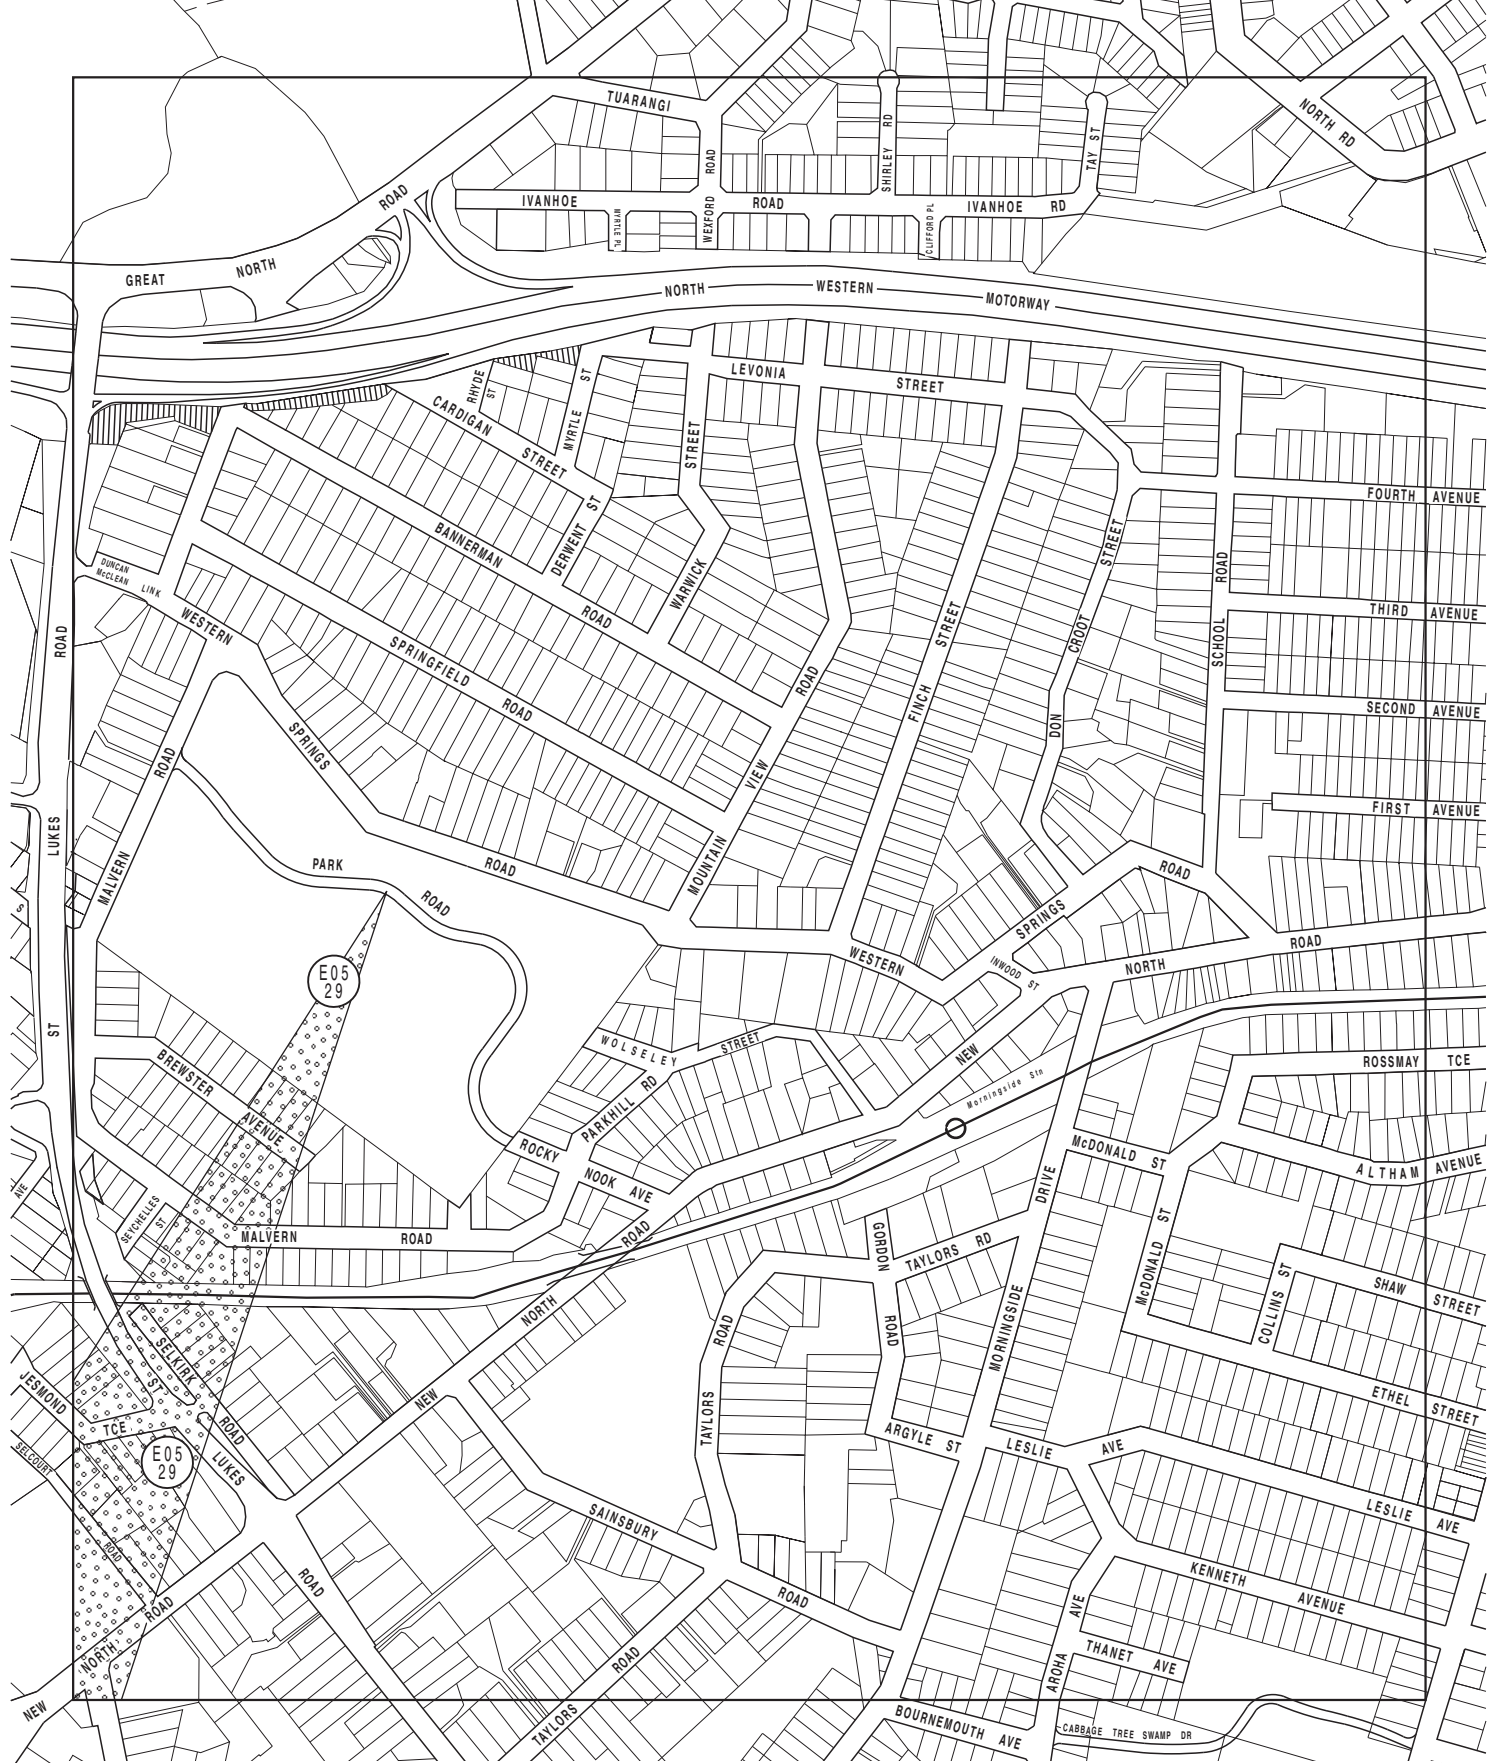 TUARANGI
NORTH RD
SHIRLEY RD
TAY ST
ROAD
ROAD
IVANHOE
ROAD
IVANHOE RD
MYRTLE PL
WEXFORD
CLIFFORD PL
GREAT
NORTH
NORTH
WESTERN
MOTORWAY
RHYDE
ST
MYRTLE ST
LEVONIA
STREET
CARDIGAN
STREET
STREET
FOURTH AVENUE
BANNERMAN
DERWENT ST
WARWICK
STREET
ROAD
DUNCAN
McCLEAN LINK
WESTERN
ROAD
THIRD AVENUE
ROAD
SPRINGFIELD
ROAD
STREET
CROOT
SCHOOL
ROAD
FINCH
DON
SECOND AVENUE
SPRINGS
ROAD
VIEW
FIRST AVENUE
LUKES
MALVERN
PARK
ROAD
ROAD
MOUNTAIN
ROAD
S
SPRINGS
ROAD
WESTERN
INWOOD ST
NORTH
E05
29
ST
WOLSELEY
STREET
NEW
Morningside Stn
ROSSMAY TCE
BREWSTER
AVENUE
PARKHILL RD
ROCKY
NOOK AVE
McDONALD ST
ALTHAM AVENUE
DRIVE
AVE
SEYCHELLES
ST
MALVERN
ROAD
ROAD
GORDON
TAYLORS RD
McDONALD ST
COLLINS ST
SHAW
STREET
NORTH
ROAD
ROAD
MORNINGSIDE
SELKIRK
ST
JESMOND
TCE
NEW
ROAD
TAYLORS
ETHEL STREET
SELCOURT
E05
29
LUKES
ARGYLE ST
LESLIE
AVE
LESLIE AVE
SAINSBURY
ROAD
ROAD
ROAD
ROAD
KENNETH
AVENUE
AVE
NORTH
THANET AVE
AROHA
NEW
TAYLORS
ROAD
BOURNEMOUTH AVE
CABBAGE TREE SWAMP DR